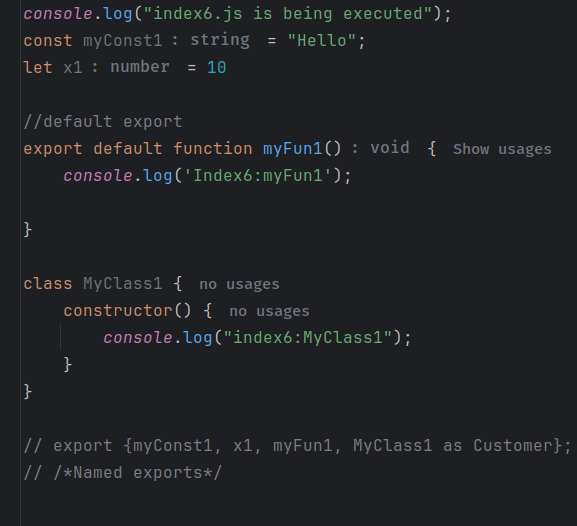 console.log("index6.js is being executed");
const myConst1 : string = "Hello";
let x1 : number = 10
//default export
export default function myFun1() : void { Show usages
console.log('Index6:myFun1');
}
class MyClass1 { no usages
constructor() { no usages
console.log("index6:MyClass1");
}
}
// export {myConst1, x1, myFun1, MyClass1 as Customer};
// /*Named exports*/